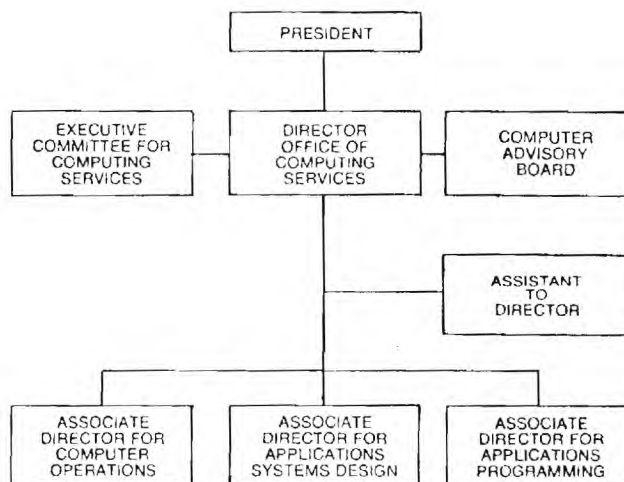 PRESIDENT
EXECUTIVE
COMMITTEE FOR
COMPUTING
SERVICES
DIRECTOR
OFFICE OF
COMPUTING
SERVICES
COMPUTER
ADVISORY
BOARD
ASSISTANT
TO
DIRECTOR
ASSOCIATE
DIRECTOR FOR
COMPUTER
OPERATIONS
ASSOCIATE
DIRECTOR FOR
APPLICATIONS
SYSTEMS DESIGN
ASSOCIATE
DIRECTOR FOR
APPLICATIONS
PROGRAMMING